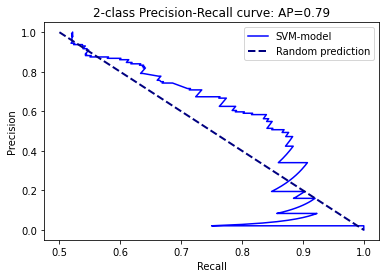 2-class Precision-Recall curve: AP=0.79
SVM-model
Random prediction
Precision
1.0
0.8
0.6
0.4
0.2
0.0
0.5 0.6 0.7 0.8 0.9 1.0
Recall